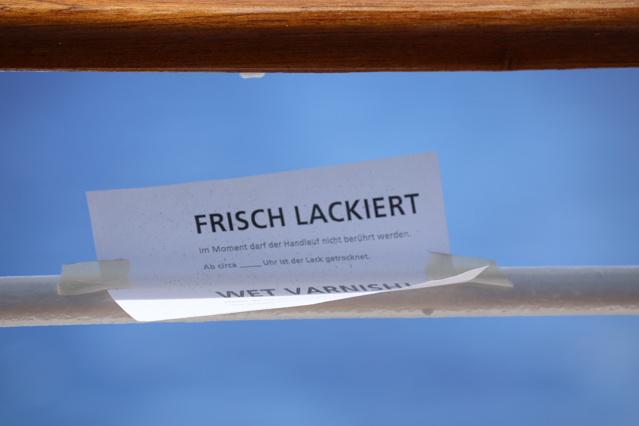 FRISCH LACKIERT
Im Moment darf der Handlauf nicht berührt werden.
Ab circa ____ Uhr ist der Lack getrocknet.
WET VARNISH!